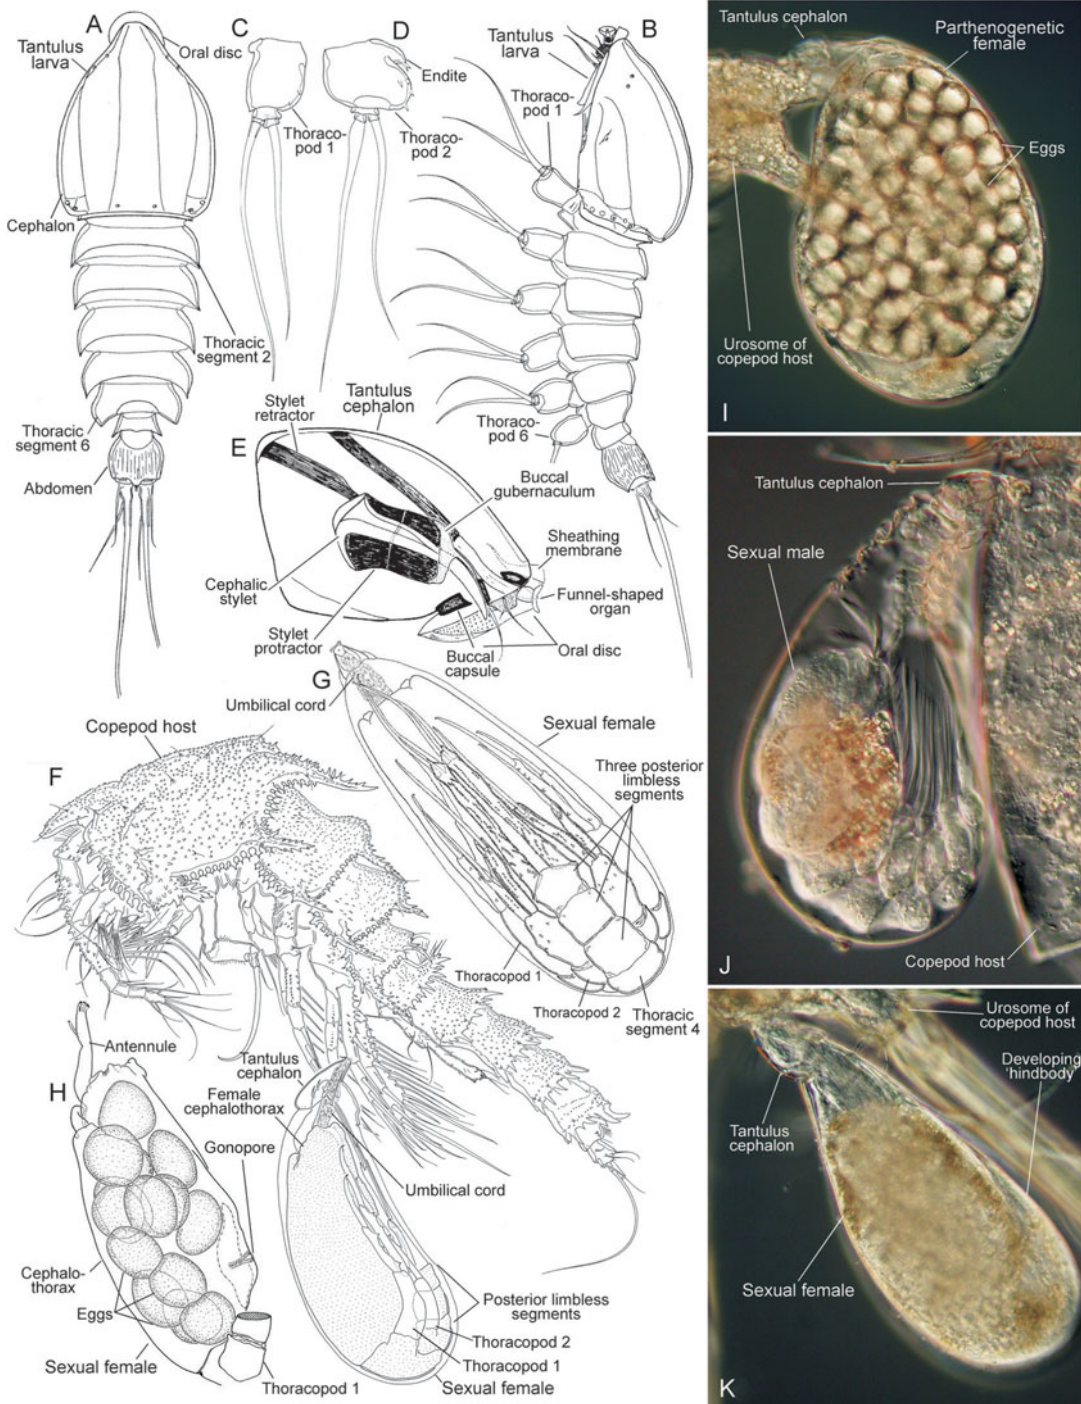 A
Tantulus
larva
Oral disc
Cephalon
Thoracic
segment 2
Thoracic
segment 6
Abdomen
C
Thoraco-
pod 1
D
Endite
Thoraco-
pod 2
B
Tantulus
larva
Thoraco-
pod 1
Thoraco-
pod 6
E
Stylet
retractor
Tantulus
cephalon
Buccal
gubernaculum
Sheathing
membrane
Funnel-shaped
organ
Oral disc
Buccal
capsule
Cephalic
stylet
Stylet
protractor
G
Umbilical cord
Sexual female
Three posterior
limbless
segments
Thoracopod 1
Thoracopod 2
Thoracic
segment 4
F
Copepod host
Tantulus
cephalon
Female
cephalothorax
Umbilical cord
Posterior limbless
segments
Thoracopod 2
Thoracopod 1
Sexual female
H
Antennule
Gonopore
Cephalo-
thorax
Eggs
Sexual female
Thoracopod 1
Tantulus cephalon
Parthenogenetic
female
Eggs
Urosome of
copepod host
I
Tantulus cephalon
Sexual male
Copepod host
J
Urosome of
copepod host
Developing
'hindbody'
Tantulus
cephalon
Sexual female
K